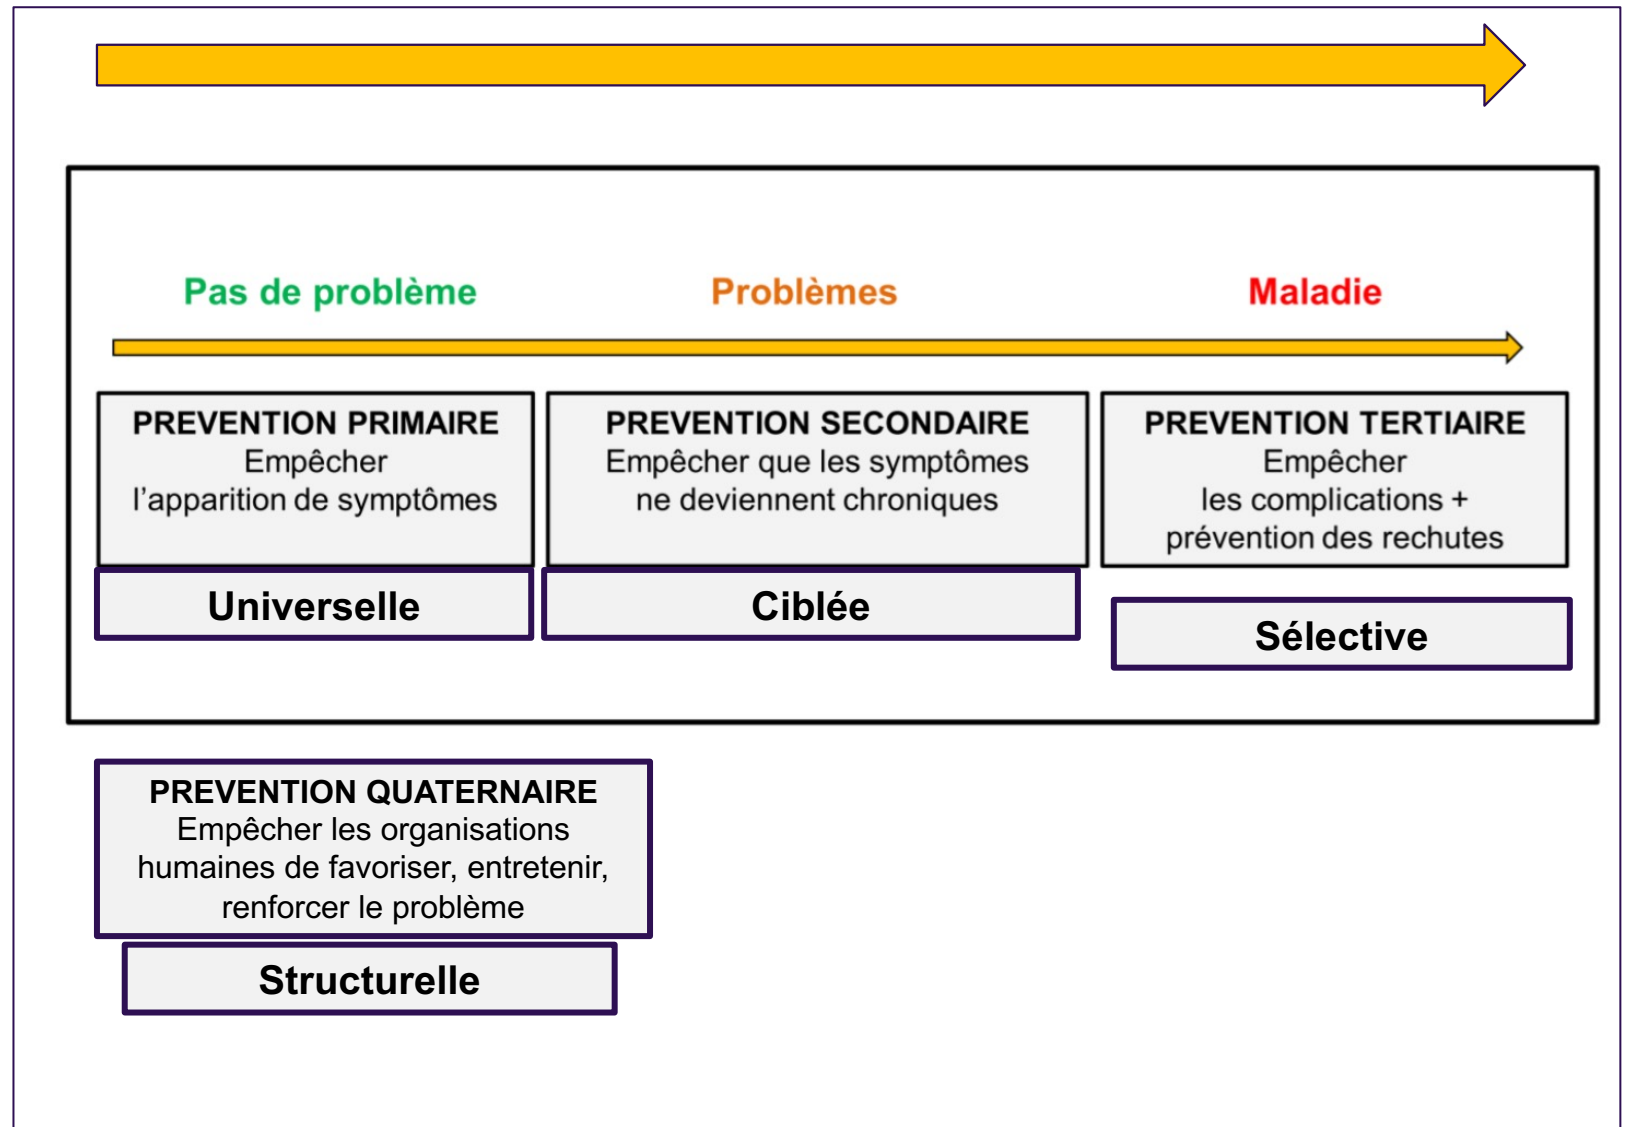 Pas de problème
Problèmes
Maladie
PREVENTION PRIMAIRE
Empêcher
l'apparition de symptômes
Universelle
PREVENTION SECONDAIRE
Empêcher que les symptômes
ne deviennent chroniques
Ciblée
PREVENTION TERTIAIRE
Empêcher
les complications +
prévention des rechutes
Sélective
PREVENTION QUATERNAIRE
Empêcher les organisations
humaines de favoriser, entretenir,
renforcer le problème
Structurelle